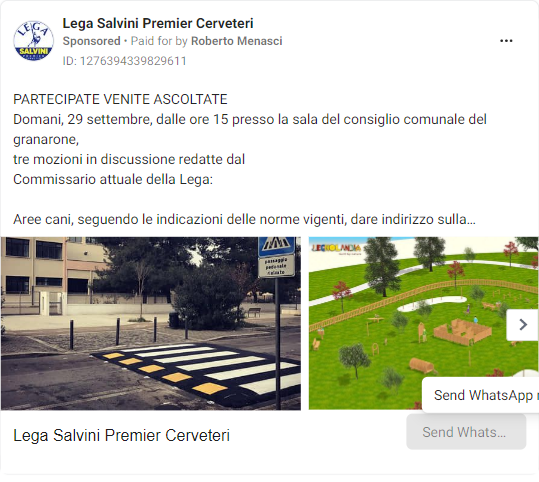 Lega Salvini Premier Cerveteri
Sponsored • Paid for by Roberto Menasci
ID: 1276394339829611
LEGA
SALVINI
PARTECIPATE VENITE ASCOLTATE
Domani, 29 settembre, dalle ore 15 presso la sala del consiglio comunale del
granarone,
tre mozioni in discussione redatte dal
Commissario attuale della Lega:
Aree cani, seguendo le indicazioni delle norme vigenti, dare indirizzo sulla…
passaggio
pedonale
rialzato
LEGNOLANDIA
Send WhatsApp
Lega Salvini Premier Cerveteri
Send Whats...